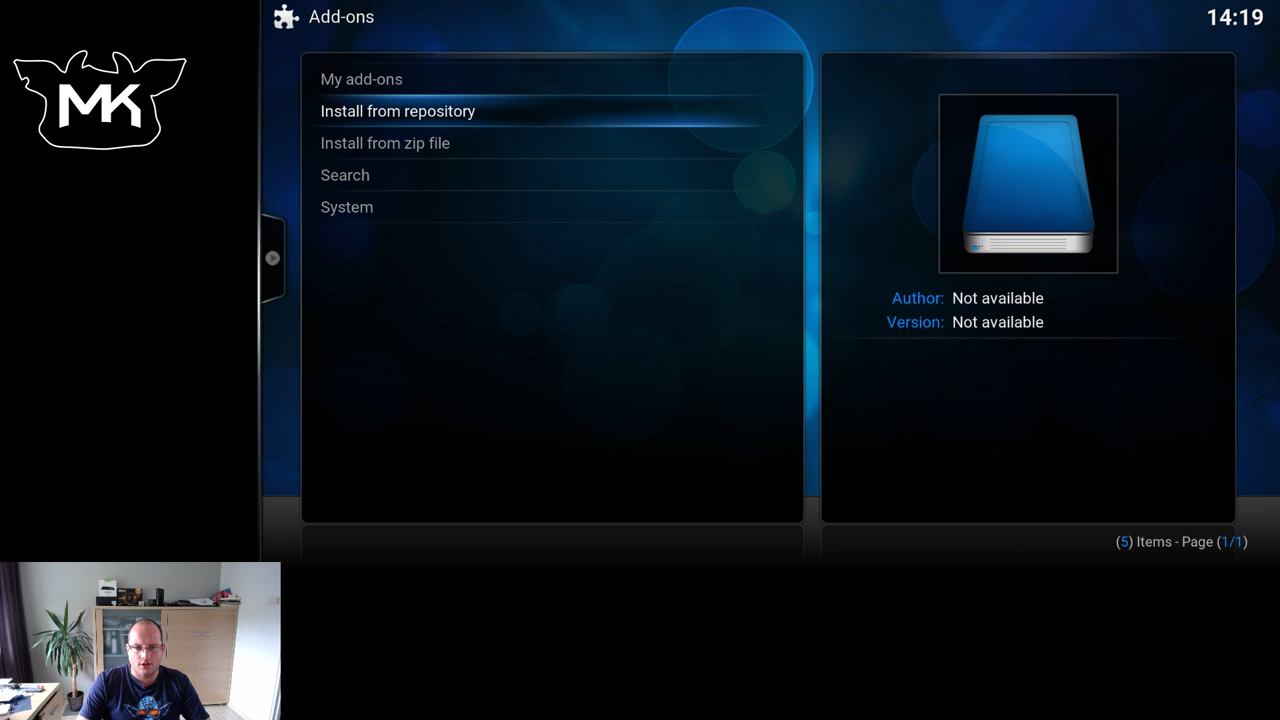 Add-ons
14:19
MK
My add-ons
Install from repository
Install from zip file
Search
System
Author: Not available
Version: Not available
(5) Items - Page (1/1)